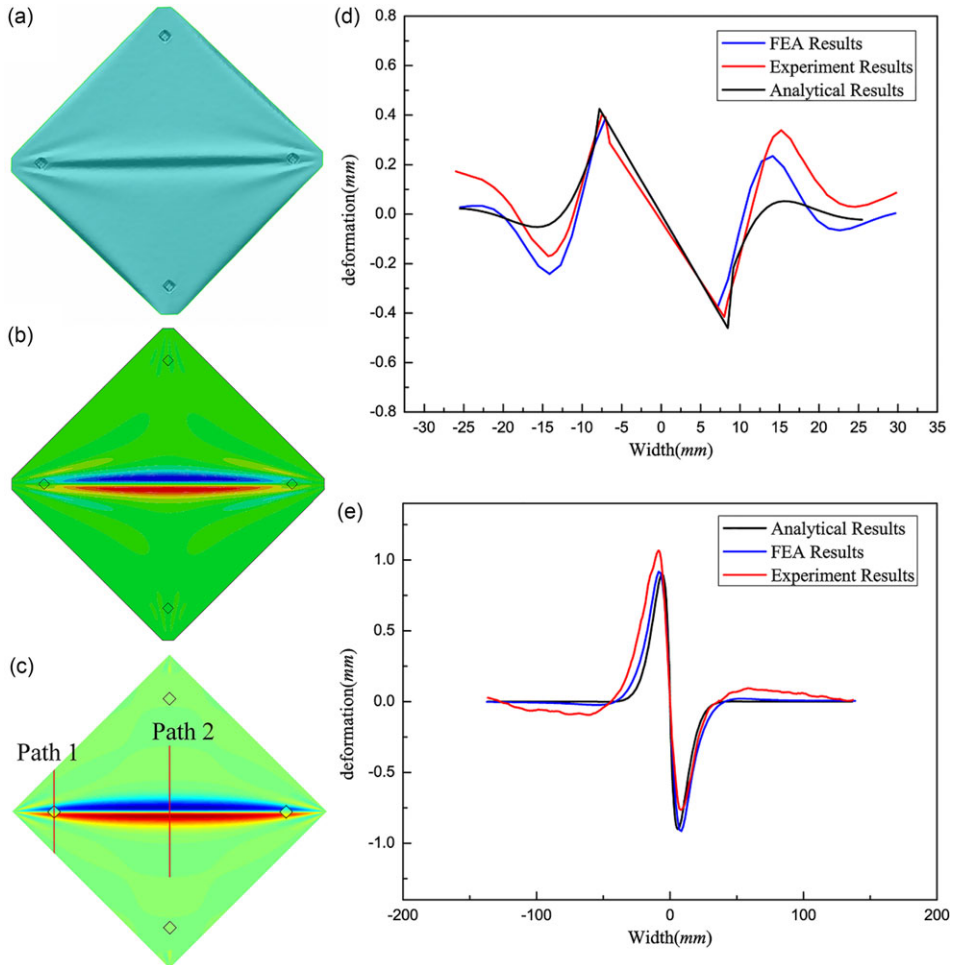 (a)
(b)
(c)
Path 1
Path 2
(d)
0.8
0.6
0.4
0.2
0.0
-0.2
-0.4
-0.6
-0.8
deformation(mm)
FEA Results
Experiment Results
Analytical Results
-30 -25 -20 -15 -10 -5 0 5 10 15 20 25 30 35
Width(mm)
(e)
1.0
0.5
0.0
-0.5
-1.0
deformation(mm)
Analytical Results
FEA Results
Experiment Results
-200 -100 0 100 200
Width(mm)